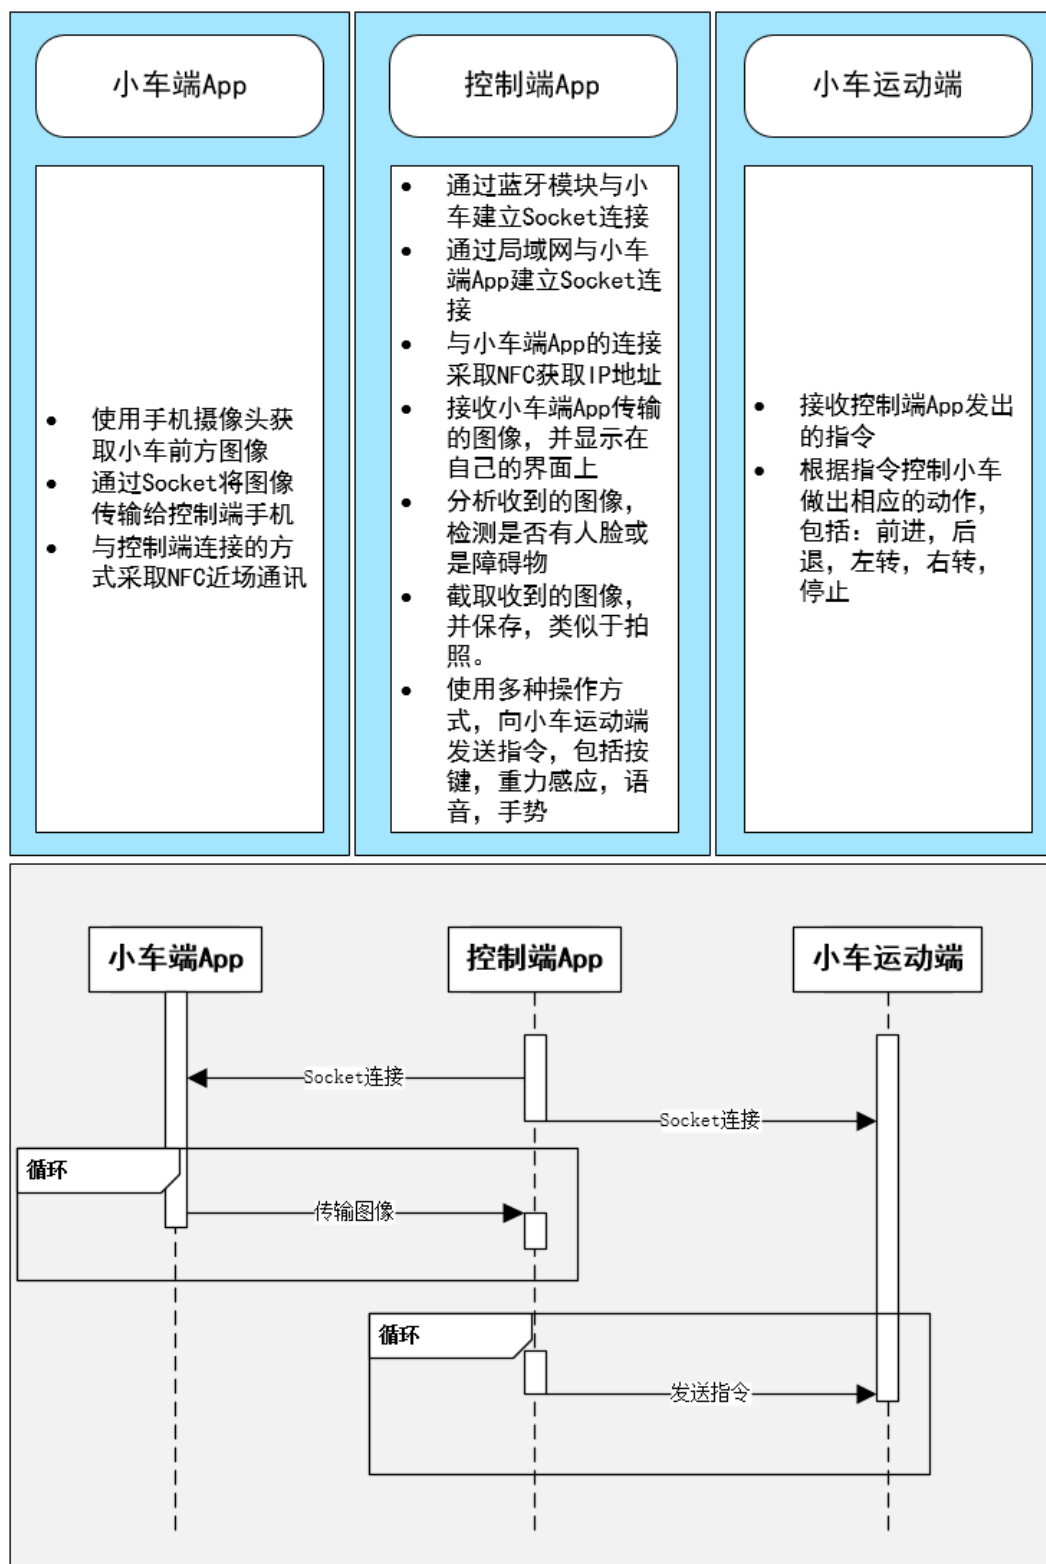 小车端App
控制端App
小车运动端
• 使用手机摄像头获
取小车前方图像
• 通过Socket将图像
传输给控制端手机
• 与控制端连接的方
式采取NFC近场通讯
• 通过蓝牙模块与小
车建立Socket连接
• 通过局域网与小车
端App建立Socket连
接
• 与小车端App的连接
采取NFC获取IP地址
• 接收小车端App传输
的图像，并显示在
自己的界面上
• 分析收到的图像，
检测是否有人脸或
是障碍物
• 截取收到的图像，
并保存，类似于拍
照。
• 使用多种操作方
式，向小车运动端
发送指令，包括按
键，重力感应，语
音，手势
• 接收控制端App发出
的指令
• 根据指令控制小车
做出相应的动作，
包括：前进，后
退，左转，右转，
停止
小车端App
控制端App
小车运动端
Socket连接
Socket连接
循环
传输图像
循环
发送指令